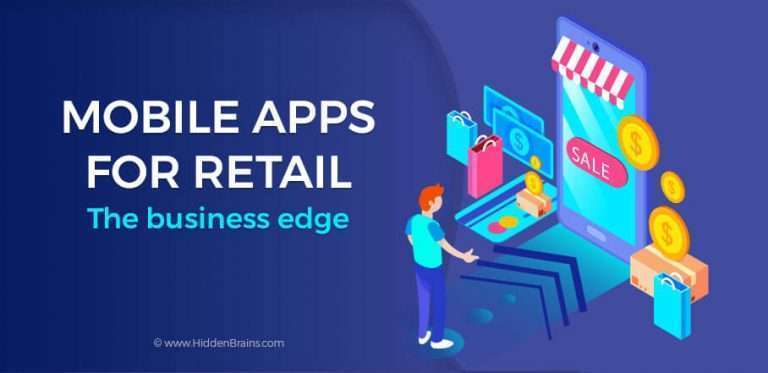 MOBILE APPS
FOR RETAIL
The business edge
SALE
© www.HiddenBrains.com